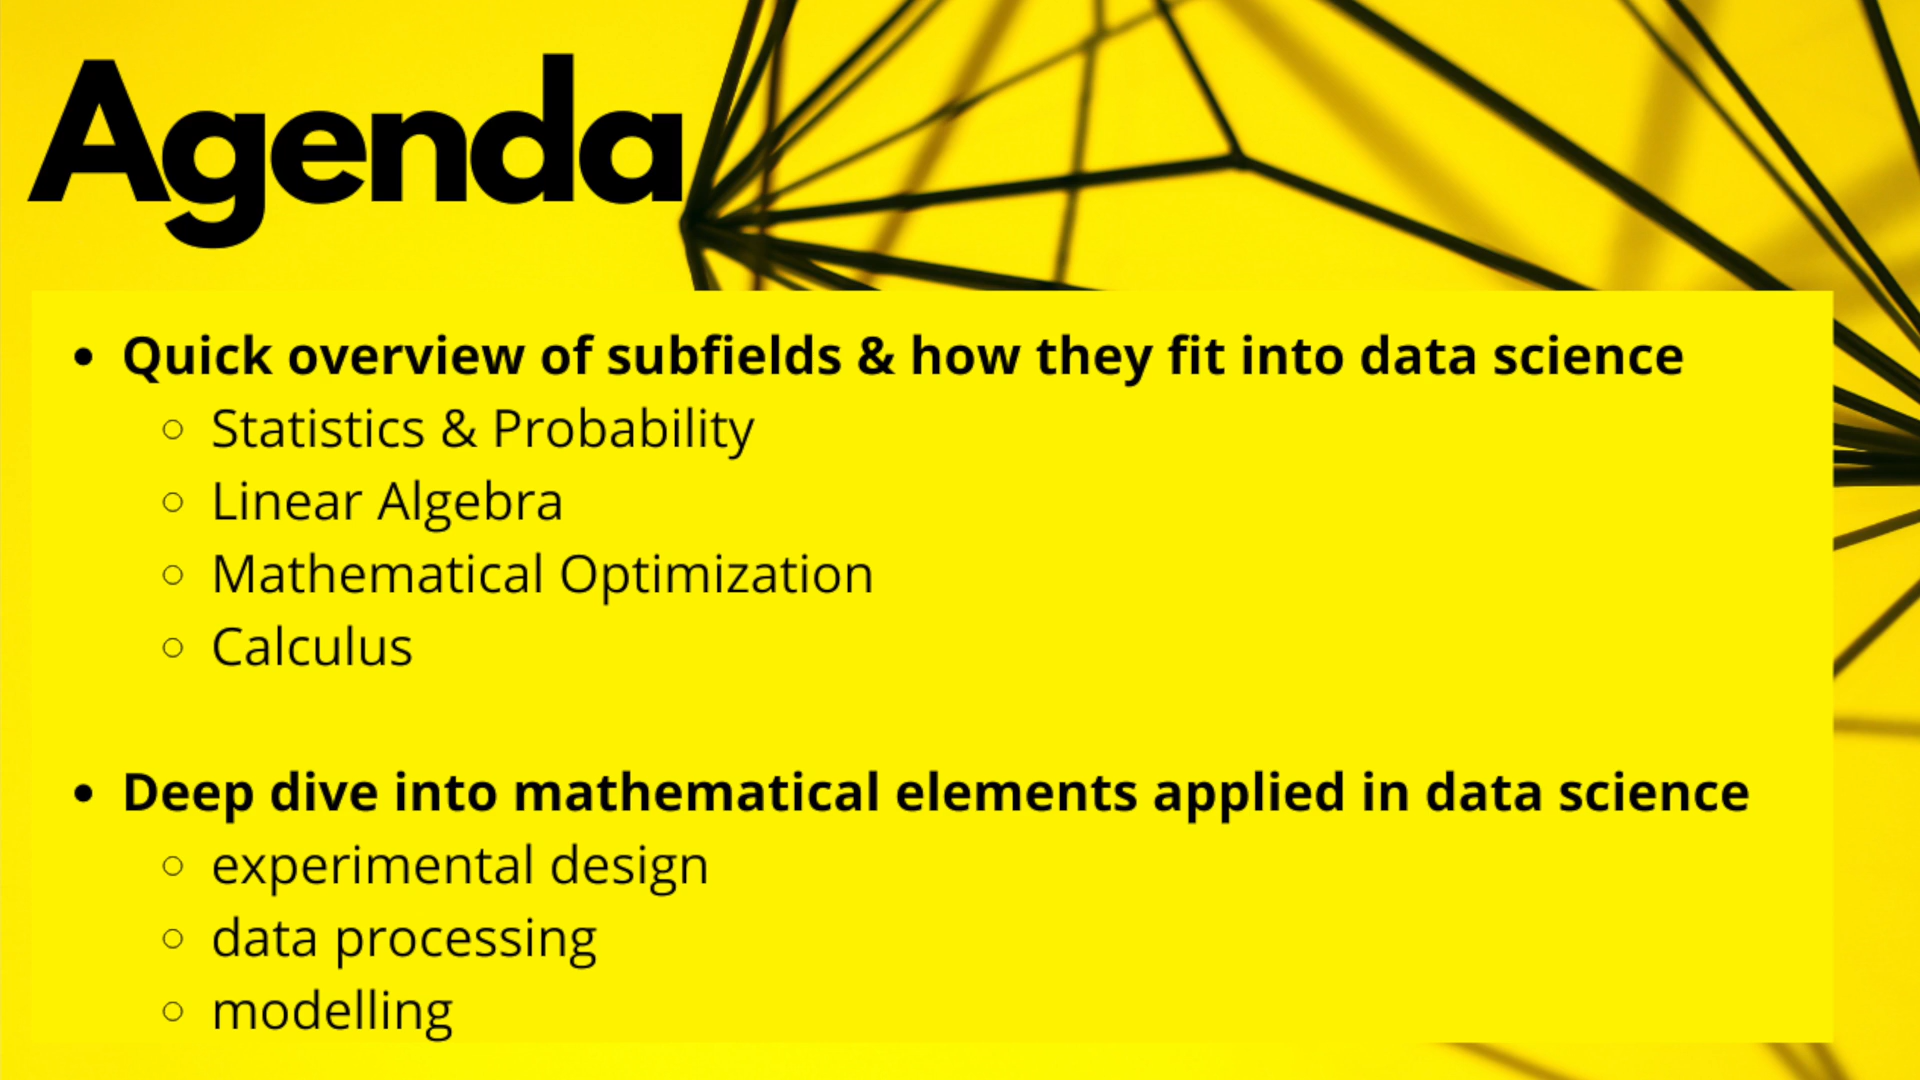 Agenda
• Quick overview of subfields & how they fit into data science
○ Statistics & Probability
○ Linear Algebra
○ Mathematical Optimization
○ Calculus
• Deep dive into mathematical elements applied in data science
○ experimental design
○ data processing
○ modelling